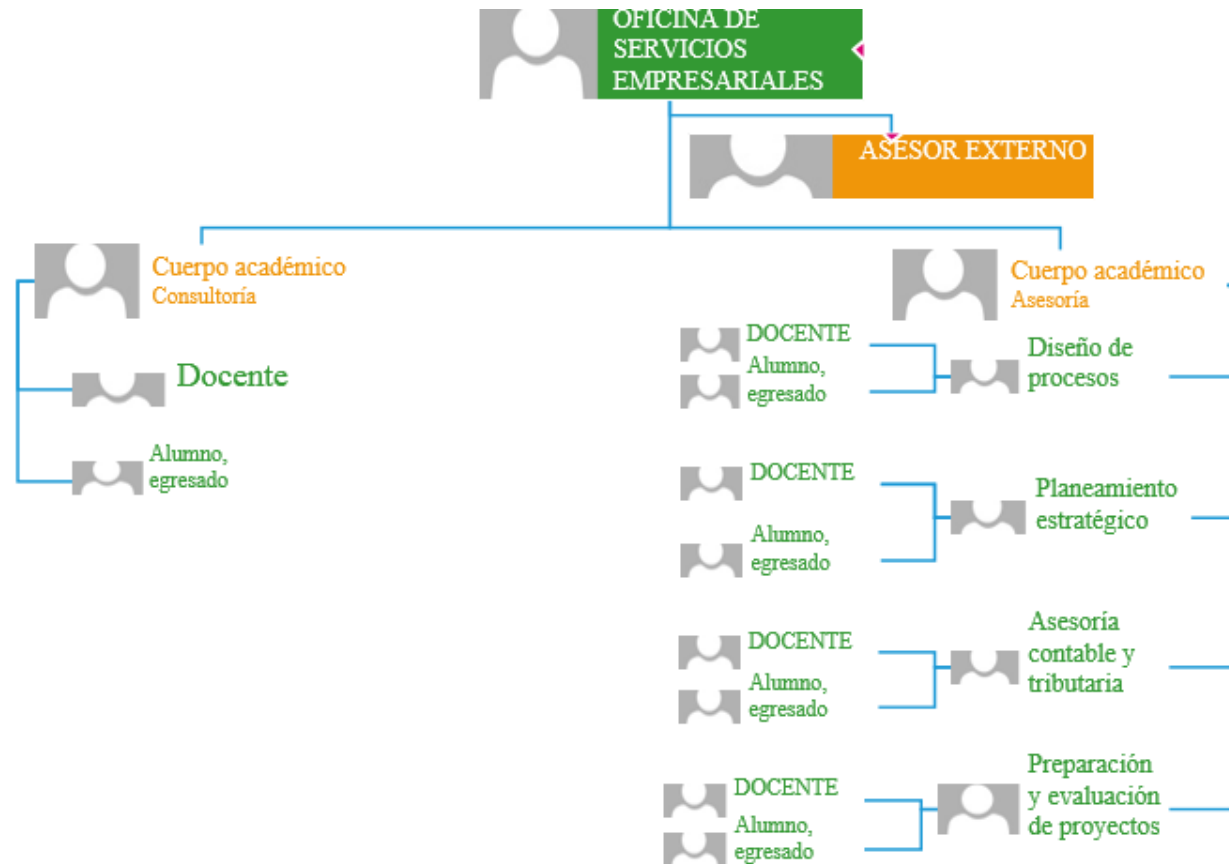 OFICINA DE
SERVICIOS
EMPRESARIALES
ASESOR EXTERNO
Cuerpo académico
Consultoría
Docente
Alumno,
egresado
Cuerpo académico
Asesoría
DOCENTE
Alumno,
egresado
Diseño de
procesos
DOCENTE
Alumno,
egresado
Planeamiento
estratégico
DOCENTE
Alumno,
egresado
Asesoría
contable y
tributaria
DOCENTE
Alumno,
egresado
Preparación
y evaluación
de proyectos